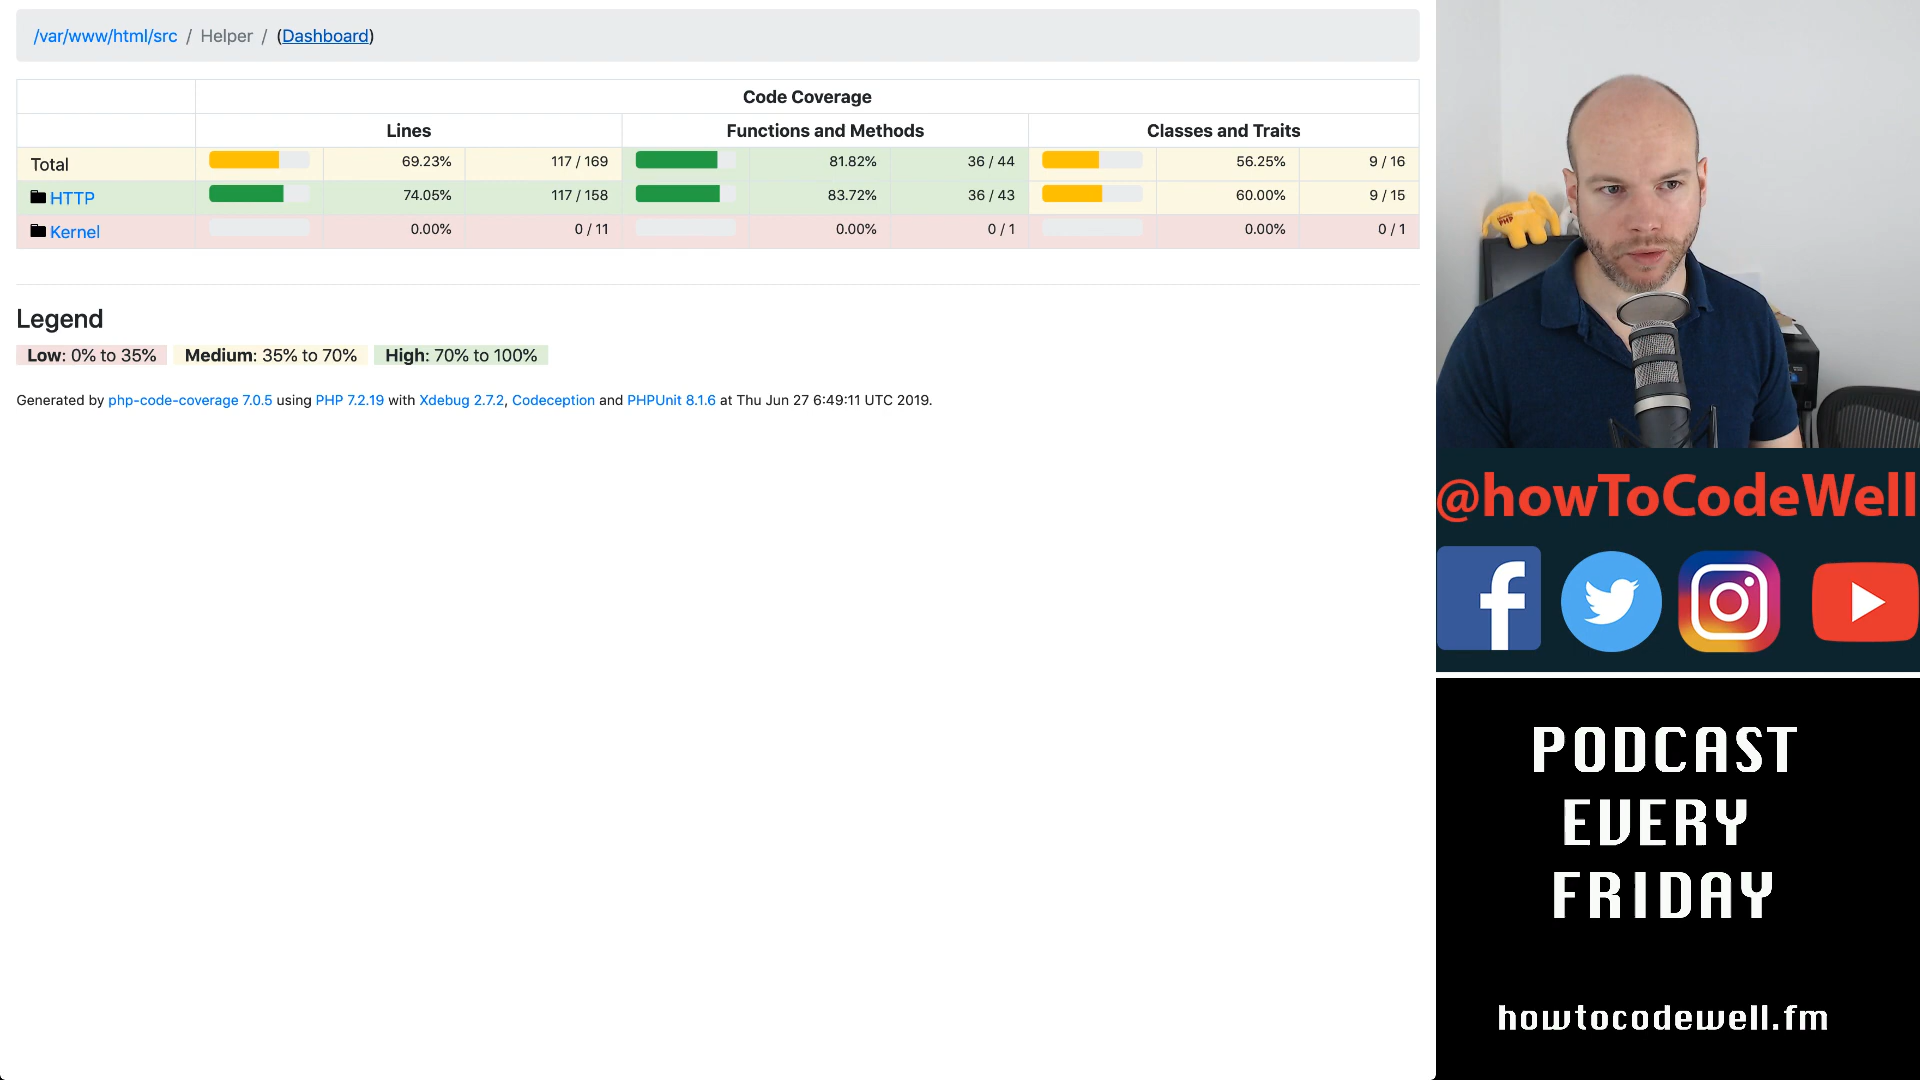 /var/www/html/src / Helper / (Dashboard)
Code Coverage
Lines Functions and Methods Classes and Traits
Total 69.23% 117 / 169 81.82% 36 / 44 56.25% 9 / 16
HTTP 74.05% 117 / 158 83.72% 36 / 43 60.00% 9 / 15
Kernel 0.00% 0 / 11 0.00% 0 / 1 0.00% 0 / 1
Legend
Low: 0% to 35% Medium: 35% to 70% High: 70% to 100%
Generated by php-code-coverage 7.0.5 using PHP 7.2.19 with Xdebug 2.7.2, Codeception and PHPUnit 8.1.6 at Thu Jun 27 6:49:11 UTC 2019.
PHP
@howToCodeWell
PODCAST
EVERY
FRIDAY
howtocodewell.fm